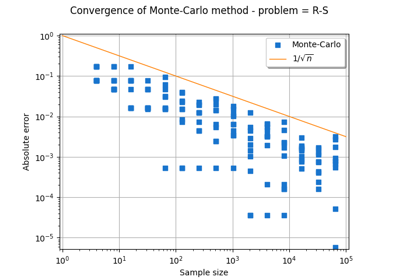 Convergence of Monte-Carlo method - problem = R-S
10⁰
10⁻¹
10⁻²
10⁻³
10⁻⁴
10⁻⁵
Absolute error
Monte-Carlo
1/√n
10⁰ 10¹ 10² 10³ 10⁴ 10⁵
Sample size